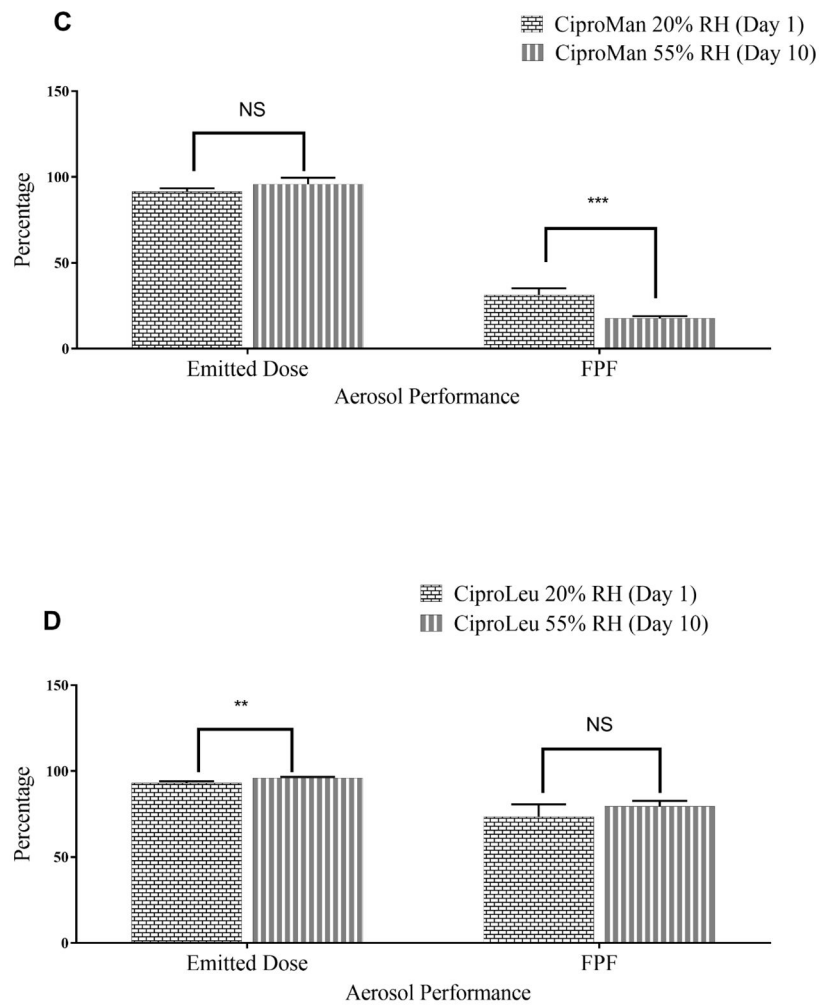 C
CiproMan 20% RH (Day 1)
CiproMan 55% RH (Day 10)
150
NS
100
***
Percentage
50
0
Emitted Dose
FPF
Aerosol Performance
D
CiproLeu 20% RH (Day 1)
CiproLeu 55% RH (Day 10)
150
**
NS
100
Percentage
50
0
Emitted Dose
FPF
Aerosol Performance